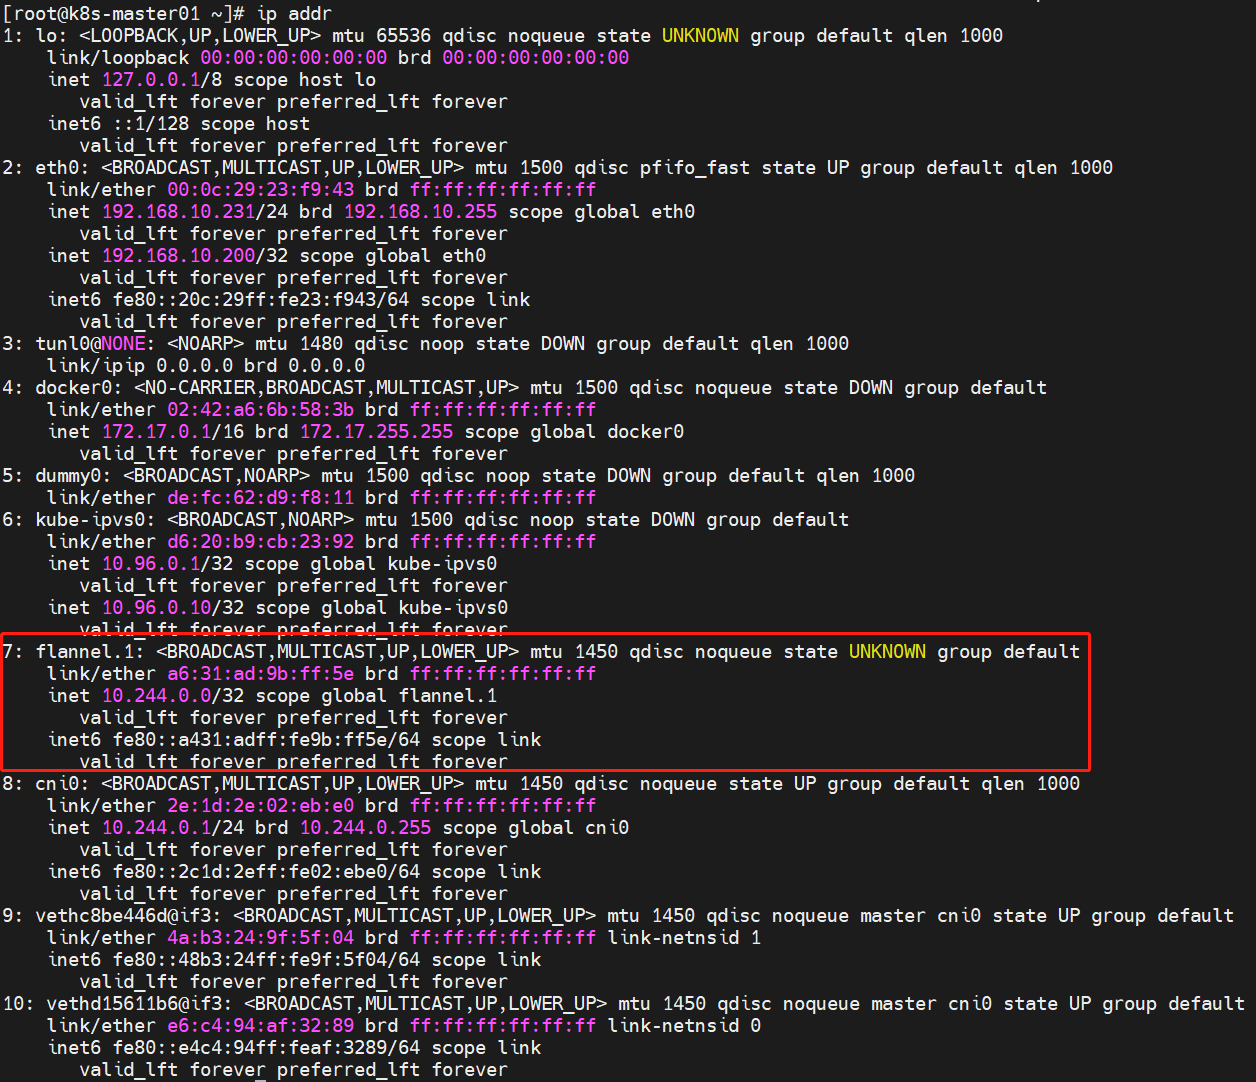 [root@k8s-master01 ~]# ip addr
1: lo: <LOOPBACK,UP,LOWER_UP> mtu 65536 qdisc noqueue state UNKNOWN group default qlen 1000
    link/loopback 00:00:00:00:00:00 brd 00:00:00:00:00:00
    inet 127.0.0.1/8 scope host lo
       valid_lft forever preferred_lft forever
    inet6 ::1/128 scope host
       valid_lft forever preferred_lft forever
2: eth0: <BROADCAST,MULTICAST,UP,LOWER_UP> mtu 1500 qdisc pfifo_fast state UP group default qlen 1000
    link/ether 00:0c:29:23:f9:43 brd ff:ff:ff:ff:ff:ff
    inet 192.168.10.231/24 brd 192.168.10.255 scope global eth0
       valid_lft forever preferred_lft forever
    inet 192.168.10.200/32 scope global eth0
       valid_lft forever preferred_lft forever
    inet6 fe80::20c:29ff:fe23:f943/64 scope link
       valid_lft forever preferred_lft forever
3: tunl0@NONE: <NOARP> mtu 1480 qdisc noop state DOWN group default qlen 1000
    link/ipip 0.0.0.0 brd 0.0.0.0
4: docker0: <NO-CARRIER,BROADCAST,MULTICAST,UP> mtu 1500 qdisc noqueue state DOWN group default
    link/ether 02:42:a6:6b:58:3b brd ff:ff:ff:ff:ff:ff
    inet 172.17.0.1/16 brd 172.17.255.255 scope global docker0
       valid_lft forever preferred_lft forever
5: dummy0: <BROADCAST,NOARP> mtu 1500 qdisc noop state DOWN group default qlen 1000
    link/ether de:fc:62:d9:f8:11 brd ff:ff:ff:ff:ff:ff
6: kube-ipvs0: <BROADCAST,NOARP> mtu 1500 qdisc noop state DOWN group default
    link/ether d6:20:b9:cb:23:92 brd ff:ff:ff:ff:ff:ff
    inet 10.96.0.1/32 scope global kube-ipvs0
       valid_lft forever preferred_lft forever
    inet 10.96.0.10/32 scope global kube-ipvs0
       valid_lft forever preferred_lft forever
7: flannel.1: <BROADCAST,MULTICAST,UP,LOWER_UP> mtu 1450 qdisc noqueue state UNKNOWN group default
    link/ether a6:31:ad:9b:ff:5e brd ff:ff:ff:ff:ff:ff
    inet 10.244.0.0/32 scope global flannel.1
       valid_lft forever preferred_lft forever
    inet6 fe80::a431:adff:fe9b:ff5e/64 scope link
       valid_lft forever preferred_lft forever
8: cni0: <BROADCAST,MULTICAST,UP,LOWER_UP> mtu 1450 qdisc noqueue state UP group default qlen 1000
    link/ether 2e:1d:2e:02:eb:e0 brd ff:ff:ff:ff:ff:ff
    inet 10.244.0.1/24 brd 10.244.0.255 scope global cni0
       valid_lft forever preferred_lft forever
    inet6 fe80::2c1d:2eff:fe02:ebe0/64 scope link
       valid_lft forever preferred_lft forever
9: vethc8be446d@if3: <BROADCAST,MULTICAST,UP,LOWER_UP> mtu 1450 qdisc noqueue master cni0 state UP group default
    link/ether 4a:b3:24:9f:5f:04 brd ff:ff:ff:ff:ff:ff link-netnsid 1
    inet6 fe80::48b3:24ff:fe9f:5f04/64 scope link
       valid_lft forever preferred_lft forever
10: vethd15611b6@if3: <BROADCAST,MULTICAST,UP,LOWER_UP> mtu 1450 qdisc noqueue master cni0 state UP group default
    link/ether e6:c4:94:af:32:89 brd ff:ff:ff:ff:ff:ff link-netnsid 0
    inet6 fe80::e4c4:94ff:feaf:3289/64 scope link
       valid_lft forever preferred_lft forever